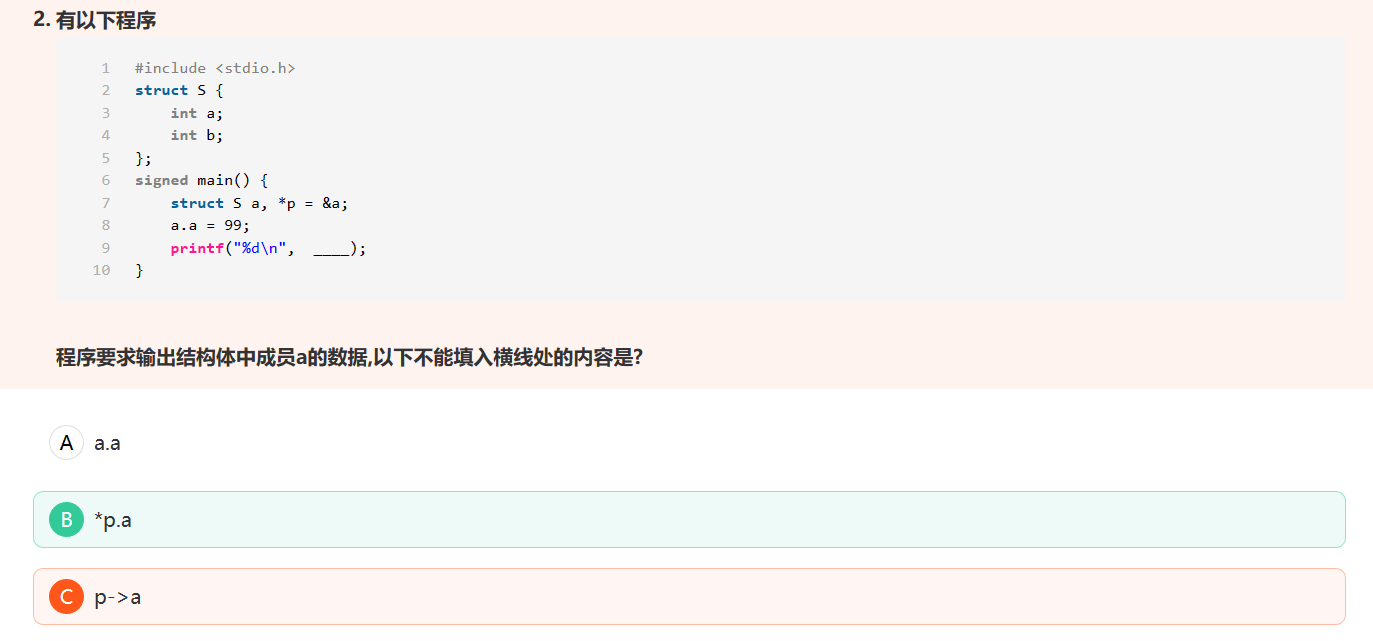 2. 有以下程序
1 #include <stdio.h>
2 struct S {
3     int a;
4     int b;
5 };
6 signed main() {
7     struct S a, *p = &a;
8     a.a = 99;
9     printf("%d\n",  ____);
10 }
程序要求输出结构体中成员a的数据,以下不能填入横线处的内容是?
A a.a
B *p.a
C p->a